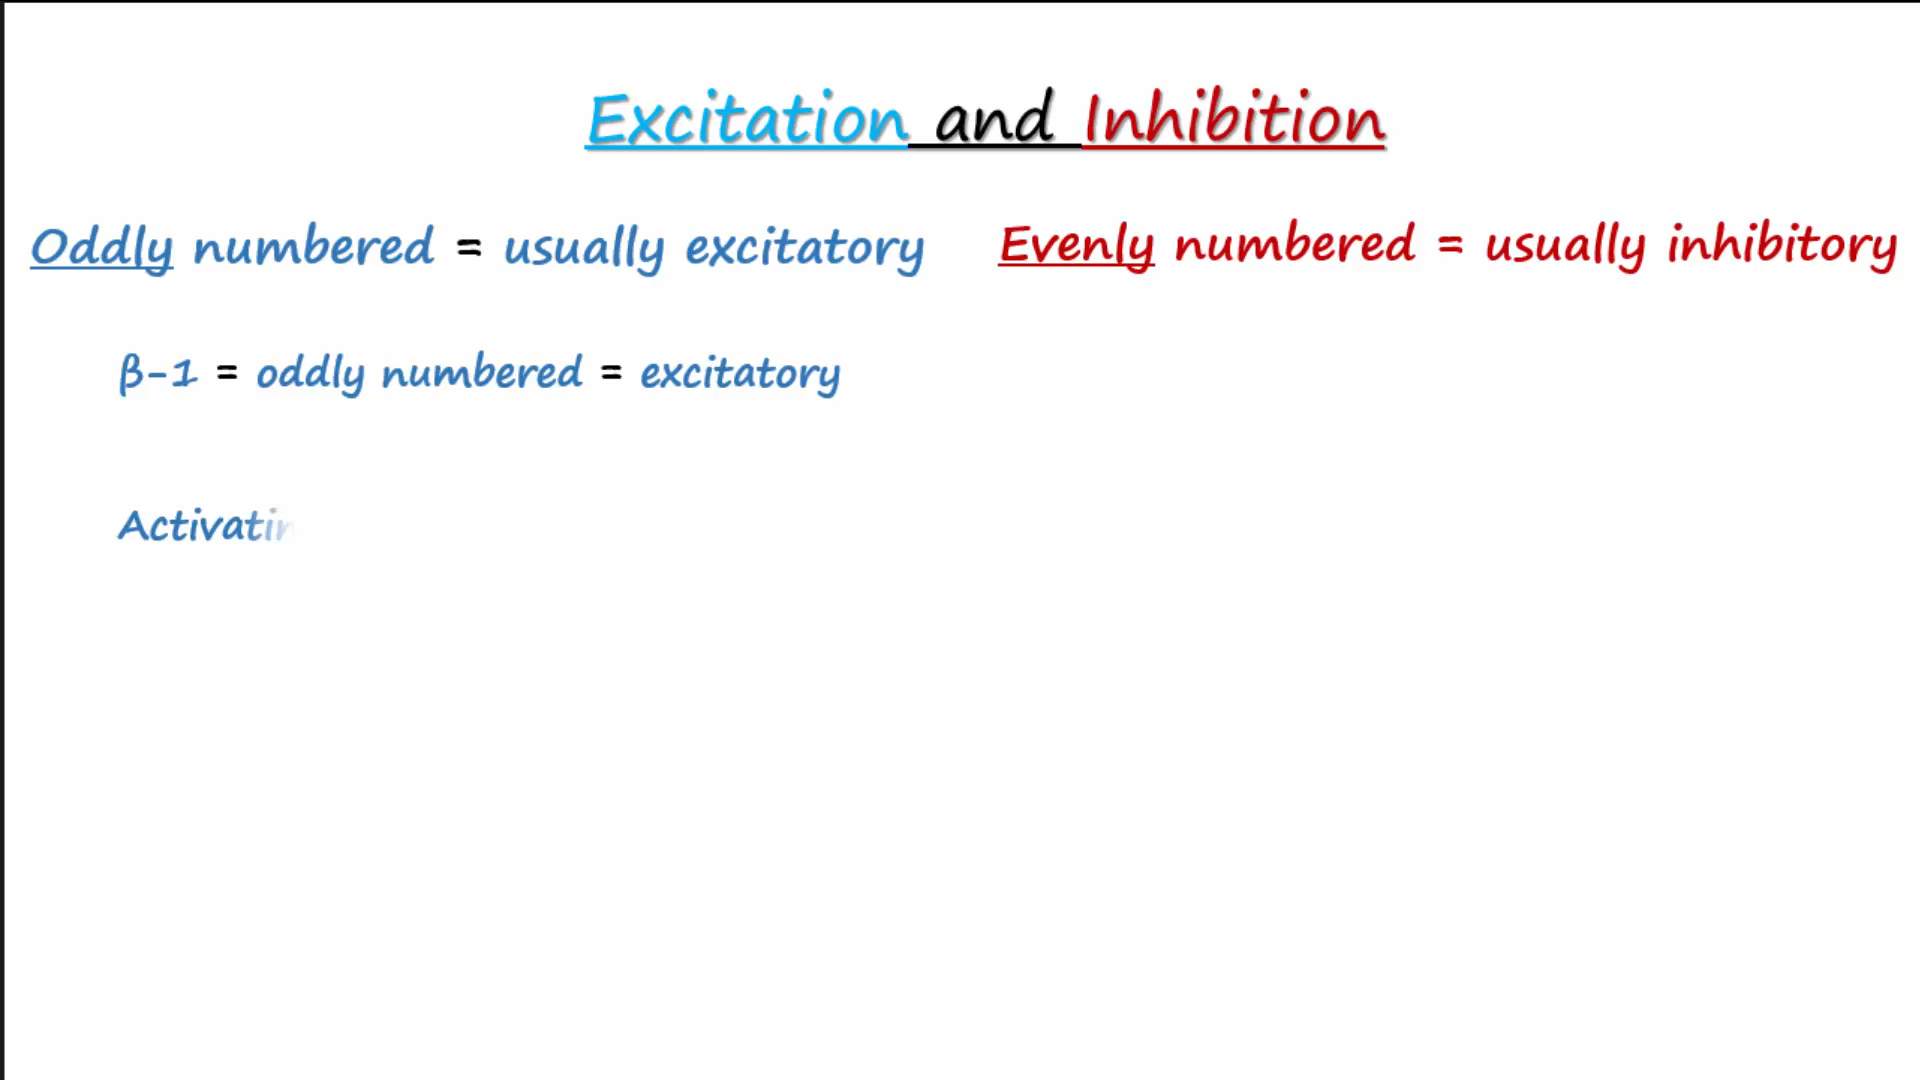 Excitation and Inhibition
Oddly numbered = usually excitatory
Evenly numbered = usually inhibitory
β-1 = oddly numbered = excitatory